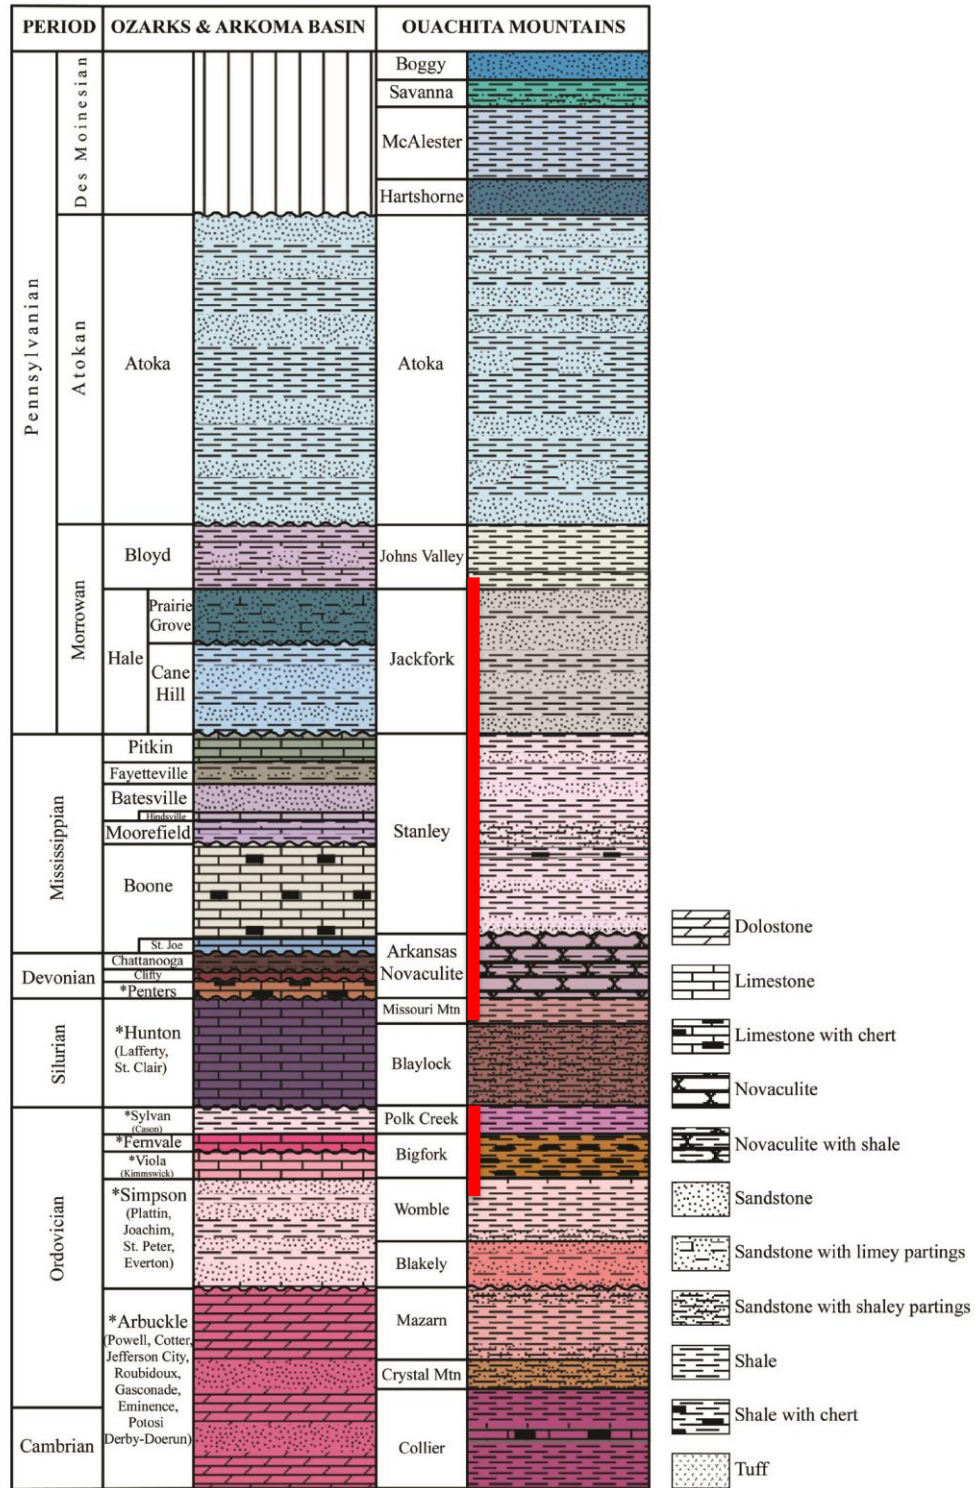 PERIOD
OZARKS & ARKOMA BASIN
OUACHITA MOUNTAINS
Pennsylvanian
Des Moinesian
Atokan
Morrowan
Mississippian
Devonian
Silurian
Ordovician
Cambrian
Atoka
Bloyd
Hale
Prairie
Grove
Cane
Hill
Pitkin
Fayetteville
Batesville
Hindsville
Moorefield
Boone
St. Joe
Chattanooga
Clifty
*Penters
*Hunton
(Lafferty,
St. Clair)
*Sylvan
(Cason)
*Fernvale
*Viola
(Kimmswick)
*Simpson
(Plattin,
Joachim,
St. Peter,
Everton)
*Arbuckle
(Powell, Cotter,
Jefferson City,
Roubidoux,
Gasconade,
Eminence,
Potosi
Derby-Doerun)
Boggy
Savanna
McAlester
Hartshorne
Atoka
Johns Valley
Jackfork
Stanley
Arkansas
Novaculite
Missouri Mtn
Blaylock
Polk Creek
Bigfork
Womble
Blakely
Mazarn
Crystal Mtn
Collier
Dolostone
Limestone
Limestone with chert
Novaculite
Novaculite with shale
Sandstone
Sandstone with limey partings
Sandstone with shaley partings
Shale
Shale with chert
Tuff